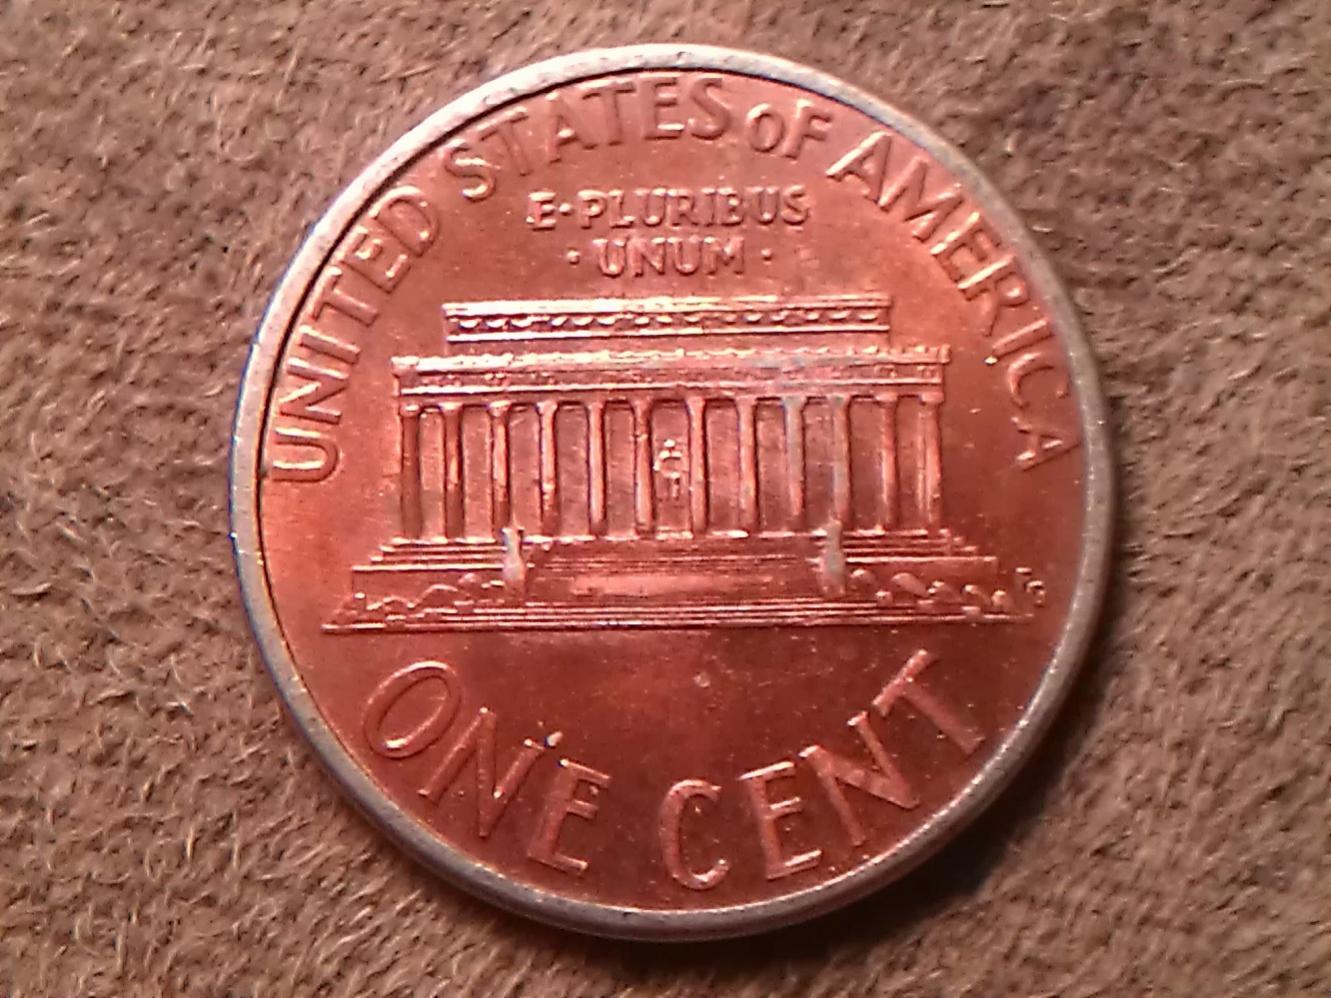 UNITED STATES OF AMERICA
E·PLURIBUS
·UNUM·
ONE CENT